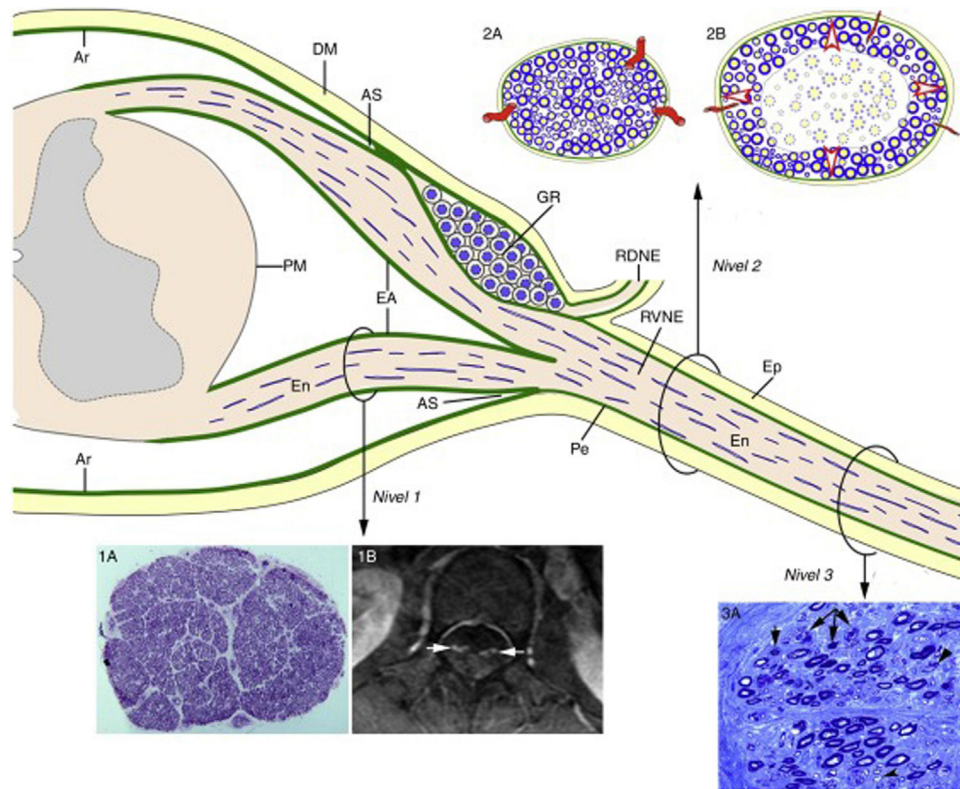 2A
2B
Ar
DM
AS
GR
RDNE
Nivel 2
PM
EA
RVNE
Ep
En
AS
Pe
En
Ar
Nivel 1
1A
1B
Nivel 3
3A